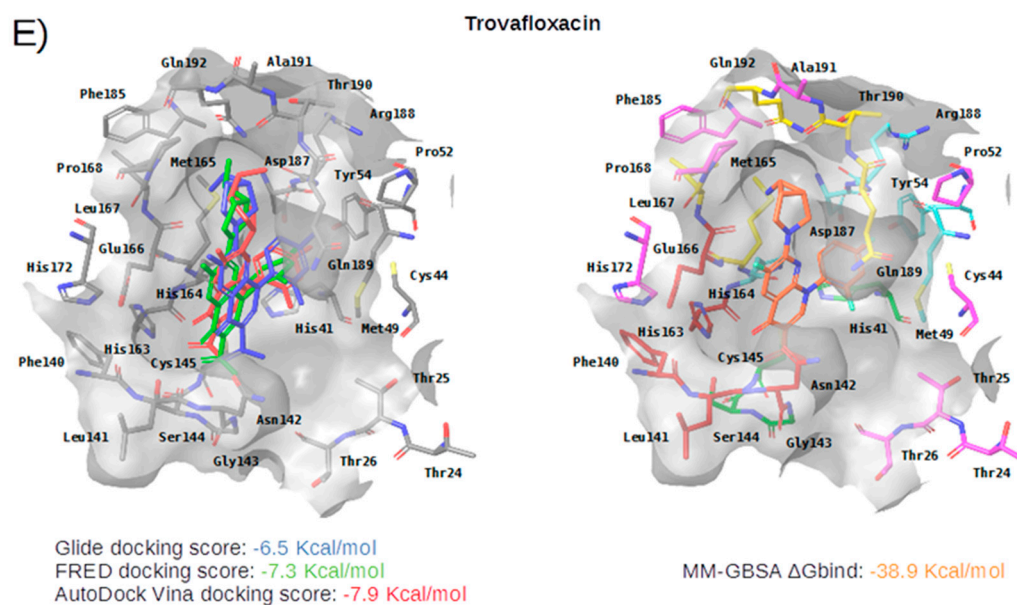 E)
Trovafloxacin
Gln192
Ala191
Thr190
Phe185
Arg188
Pro52
Pro168
Met165
Asp187
Tyr54
Leu167
Glu166
Gln189
Cys44
His172
His164
His41
Met49
His163
Phe140
Cys145
Thr25
Asn142
Leu141
Ser144
Gly143
Thr26
Thr24
Gln192
Ala191
Thr190
Phe185
Arg188
Pro52
Pro168
Met165
Tyr54
Leu167
Asp187
Glu166
Gln189
Cys44
His172
His164
His41
Met49
His163
Phe140
Cys145
Asn142
Thr25
Leu141
Ser144
Gly143
Thr26
Thr24
Glide docking score: -6.5 Kcal/mol
FRED docking score: -7.3 Kcal/mol
AutoDock Vina docking score: -7.9 Kcal/mol
MM-GBSA ΔGbind: -38.9 Kcal/mol